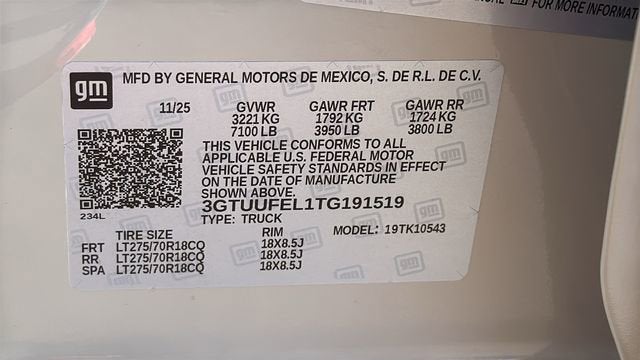 FOR MORE INFORMAT
gm
MFD BY GENERAL MOTORS DE MEXICO, S. DE R.L. DE C.V.
11/25 GVWR GAWR FRT GAWR RR
3221 KG 1792 KG 1724 KG
7100 LB 3950 LB 3800 LB
THIS VEHICLE CONFORMS TO ALL
APPLICABLE U.S. FEDERAL MOTOR
VEHICLE SAFETY STANDARDS IN EFFECT
ON THE DATE OF MANUFACTURE
SHOWN ABOVE.
234L
3GTUUFEL1TG191519
TYPE: TRUCK MODEL: 19TK10543
TIRE SIZE RIM
FRT LT275/70R18CQ 18X8.5J
RR LT275/70R18CQ 18X8.5J
SPA LT275/70R18CQ 18X8.5J